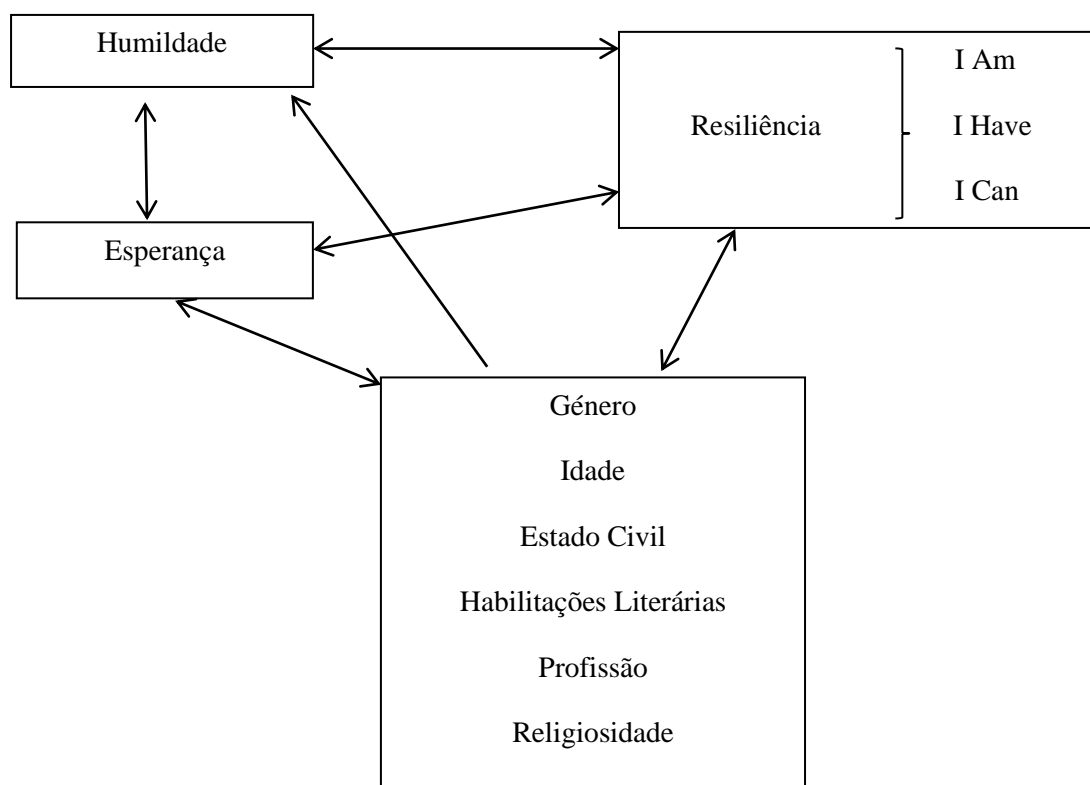 Humildade
I Am
Resiliência
I Have
I Can
Esperança
Género
Idade
Estado Civil
Habilitações Literárias
Profissão
Religiosidade